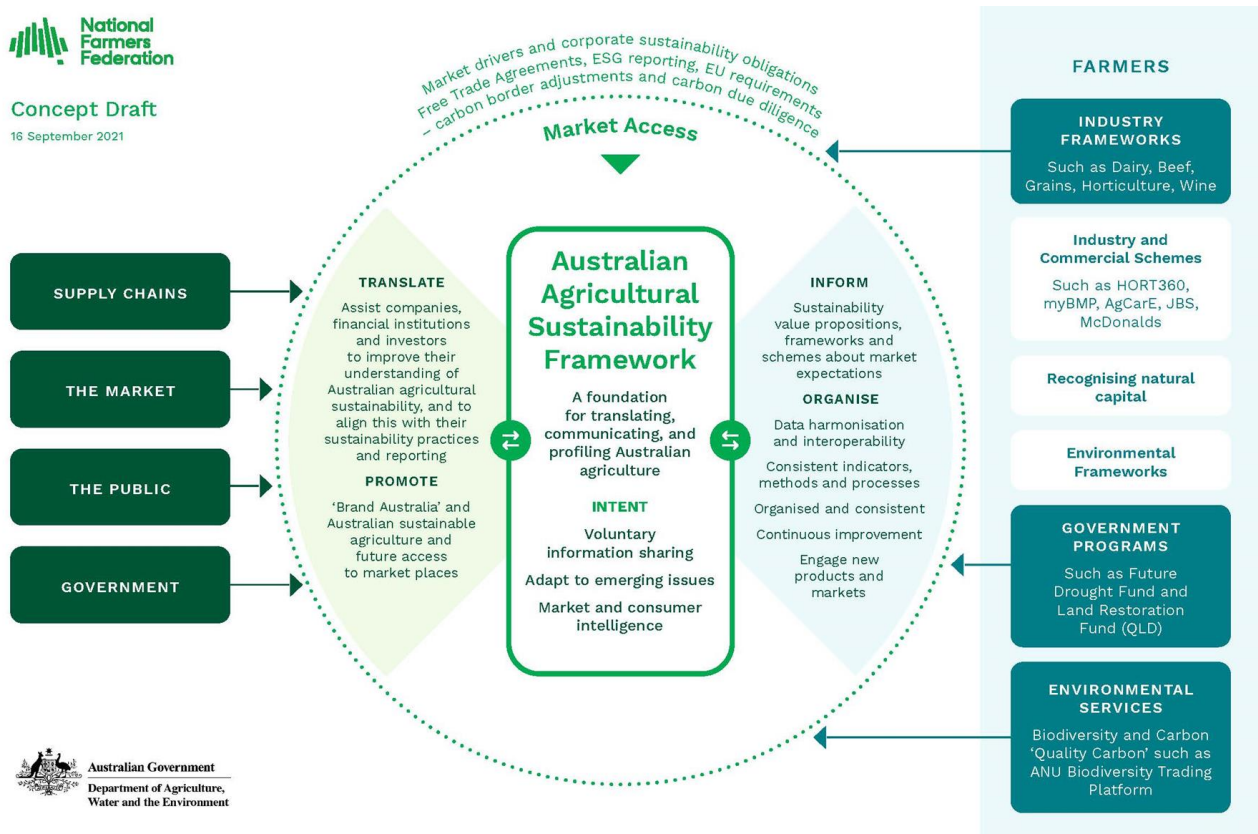 National
Farmers
Federation
Concept Draft
16 September 2021
Market drivers and corporate sustainability obligations
Free Trade Agreements, ESG reporting, EU requirements
– carbon border adjustments and carbon due diligence
Market Access
SUPPLY CHAINS
THE MARKET
THE PUBLIC
GOVERNMENT
TRANSLATE
Assist companies,
financial institutions
and investors
to improve their
understanding of
Australian agricultural
sustainability, and to
align this with their
sustainability practices
and reporting
PROMOTE
‘Brand Australia’ and
Australian sustainable
agriculture and
future access
to market places
Australian
Agricultural
Sustainability
Framework
A foundation
for translating,
communicating, and
profiling Australian
agriculture
INTENT
Voluntary
information sharing
Adapt to emerging issues
Market and consumer
intelligence
INFORM
Sustainability
value propositions,
frameworks and
schemes about market
expectations
ORGANISE
Data harmonisation
and interoperability
Consistent indicators,
methods and processes
Organised and consistent
Continuous improvement
Engage new
products and
markets
FARMERS
INDUSTRY
FRAMEWORKS
Such as Dairy, Beef,
Grains, Horticulture, Wine
Industry and
Commercial Schemes
Such as HORT360,
myBMP, AgCarE, JBS,
McDonalds
Recognising natural
capital
Environmental
Frameworks
GOVERNMENT
PROGRAMS
Such as Future
Drought Fund and
Land Restoration
Fund (QLD)
ENVIRONMENTAL
SERVICES
Biodiversity and Carbon
‘Quality Carbon’ such as
ANU Biodiversity Trading
Platform
Australian Government
Department of Agriculture,
Water and the Environment